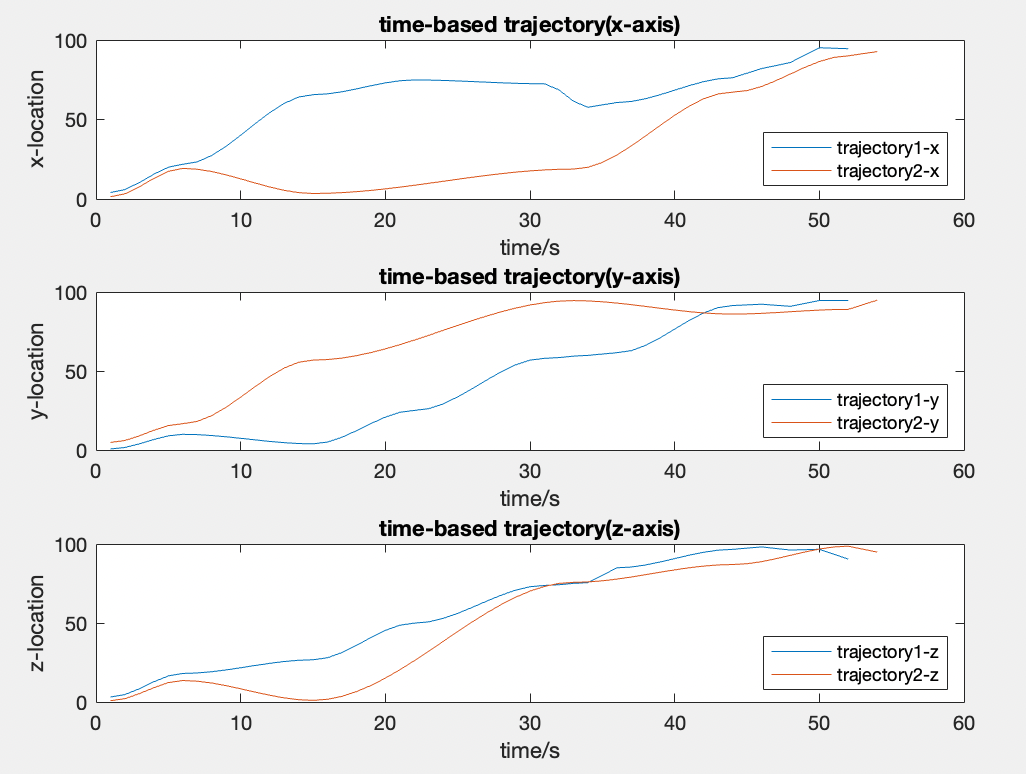 time-based trajectory(x-axis)
100
50
0
x-location
trajectory1-x
trajectory2-x
0 10 20 30 40 50 60
time/s
time-based trajectory(y-axis)
100
50
0
y-location
trajectory1-y
trajectory2-y
0 10 20 30 40 50 60
time/s
time-based trajectory(z-axis)
100
50
0
z-location
trajectory1-z
trajectory2-z
0 10 20 30 40 50 60
time/s